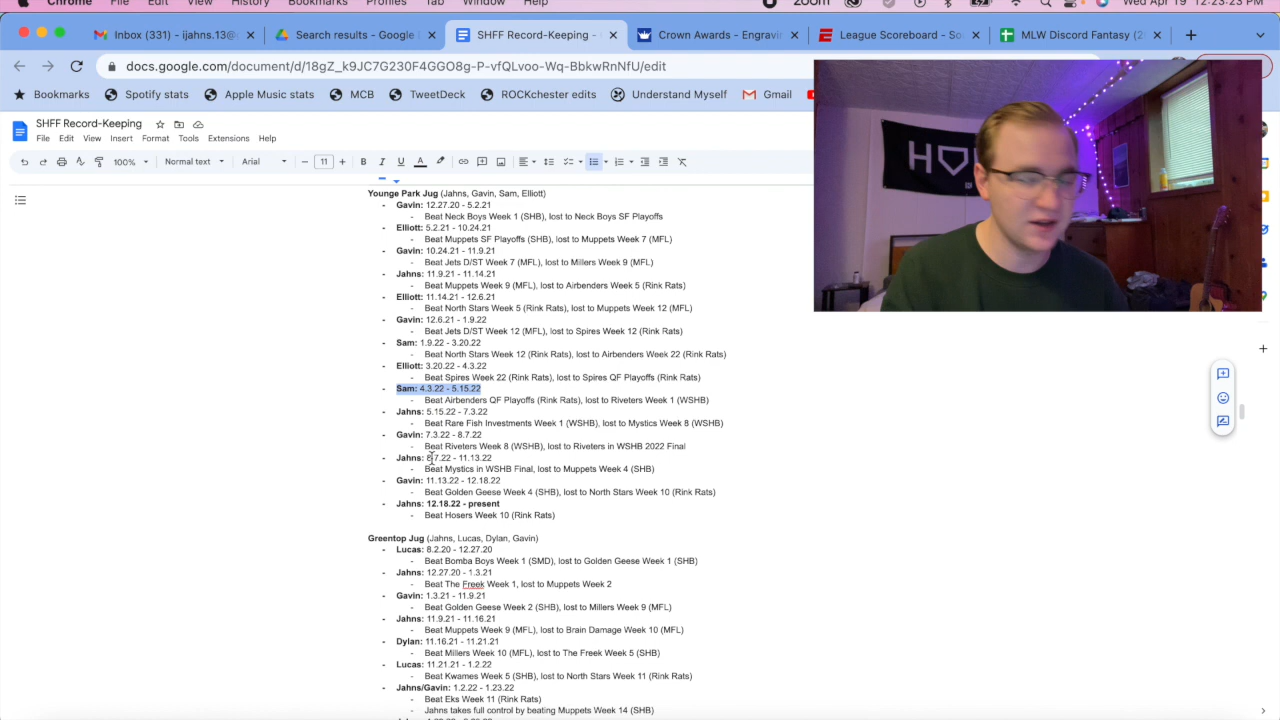 Chrome File Edit View History Bookmarks Profiles Tab Window Help zoom Wed Apr 19 12:23:23 PM
Inbox (331) - ijahns.13@
Search results - Google
SHFF Record-Keeping -
Crown Awards - Engravin
League Scoreboard - So
MLW Discord Fantasy (2
docs.google.com/document/d/18gZ_k9JC7G230F4GGO8g-P-vfQLvoo-Wq-BbkwRnNfU/edit
Bookmarks Spotify stats Apple Music stats MCB TweetDeck ROCKchester edits Understand Myself Gmail
SHFF Record-Keeping
File Edit View Insert Format Tools Extensions Help
100% Normal text Arial 11 B I U A
Younge Park Jug (Jahns, Gavin, Sam, Elliott)
- Gavin: 12.27.20 - 5.2.21
- Beat Neck Boys Week 1 (SHB), lost to Neck Boys SF Playoffs
- Elliott: 5.2.21 - 10.24.21
- Beat Muppets SF Playoffs (SHB), lost to Muppets Week 7 (MFL)
- Gavin: 10.24.21 - 11.9.21
- Beat Jets D/ST Week 7 (MFL), lost to Millers Week 9 (MFL)
- Jahns: 11.9.21 - 11.14.21
- Beat Muppets Week 9 (MFL), lost to Airbenders Week 5 (Rink Rats)
- Elliott: 11.14.21 - 12.6.21
- Beat North Stars Week 5 (Rink Rats), lost to Muppets Week 12 (MFL)
- Gavin: 12.6.21 - 1.9.22
- Beat Jets D/ST Week 12 (MFL), lost to Spires Week 12 (Rink Rats)
- Sam: 1.9.22 - 3.20.22
- Beat North Stars Week 12 (Rink Rats), lost to Airbenders Week 22 (Rink Rats)
- Elliott: 3.20.22 - 4.3.22
- Beat Spires Week 22 (Rink Rats), lost to Spires QF Playoffs (Rink Rats)
- Sam: 4.3.22 - 5.15.22
- Beat Airbenders QF Playoffs (Rink Rats), lost to Riveters Week 1 (WSHB)
- Jahns: 5.15.22 - 7.3.22
- Beat Rare Fish Investments Week 1 (WSHB), lost to Mystics Week 8 (WSHB)
- Gavin: 7.3.22 - 8.7.22
- Beat Riveters Week 8 (WSHB), lost to Riveters in WSHB 2022 Final
- Jahns: 8.7.22 - 11.13.22
- Beat Mystics in WSHB Final, lost to Muppets Week 4 (SHB)
- Gavin: 11.13.22 - 12.18.22
- Beat Golden Geese Week 4 (SHB), lost to North Stars Week 10 (Rink Rats)
- Jahns: 12.18.22 - present
- Beat Hosers Week 10 (Rink Rats)
Greentop Jug (Jahns, Lucas, Dylan, Gavin)
- Lucas: 8.2.20 - 12.27.20
- Beat Bomba Boys Week 1 (SMD), lost to Golden Geese Week 1 (SHB)
- Jahns: 12.27.20 - 1.3.21
- Beat The Freek Week 1, lost to Muppets Week 2
- Gavin: 1.3.21 - 11.9.21
- Beat Golden Geese Week 2 (SHB), lost to Millers Week 9 (MFL)
- Jahns: 11.9.21 - 11.16.21
- Beat Muppets Week 9 (MFL), lost to Brain Damage Week 10 (MFL)
- Dylan: 11.16.21 - 11.21.21
- Beat Millers Week 10 (MFL), lost to The Freek Week 5 (SHB)
- Lucas: 11.21.21 - 1.2.22
- Beat Kwames Week 5 (SHB), lost to North Stars Week 11 (Rink Rats)
- Jahns/Gavin: 1.2.22 - 1.23.22
- Beat Eks Week 11 (Rink Rats)
- Jahns takes full control by beating Muppets Week 14 (SHB)